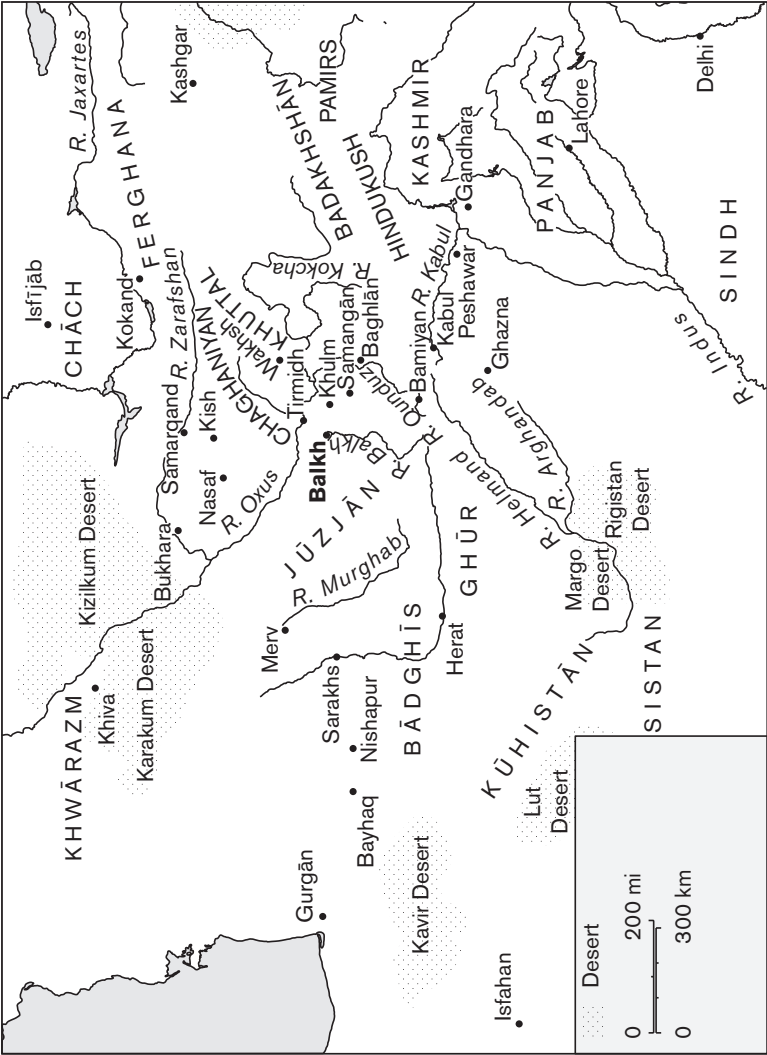 Isfījāb
CHĀCH
R. Jaxartes
FERGHANA
Kokand
Kashgar
Kizilkum Desert
KHWĀRAZM
Khiva
Karakum Desert
Bukhara
Samarqand
R. Zarafshan
Nasaf
Kish
R. Oxus
CHAGHANIYAN
Wakhsh
KHUTTAL
Tirmidh
BADAKHSHĀN
PAMIRS
R. Kokcha
HINDUKUSH
Balkh
R. Balkh
Khulm
Samangān
Baghlān
R. Qunduz
Bamiyan
R. Kabul
Kabul
Peshawar
Gandhara
KASHMIR
PANJAB
Lahore
Delhi
JŪZJĀN
R. Murghab
Merv
Sarakhs
Nishapur
Bayhaq
Gurgān
BĀDGHĪS
Herat
GHŪR
Ghazna
R. Arghandab
R. Helmand
Kavir Desert
Isfahan
KŪHISTĀN
Lut
Desert
Margo
Desert
Rigistan
Desert
SISTAN
SINDH
R. Indus
Desert
0 200 mi
0 300 km